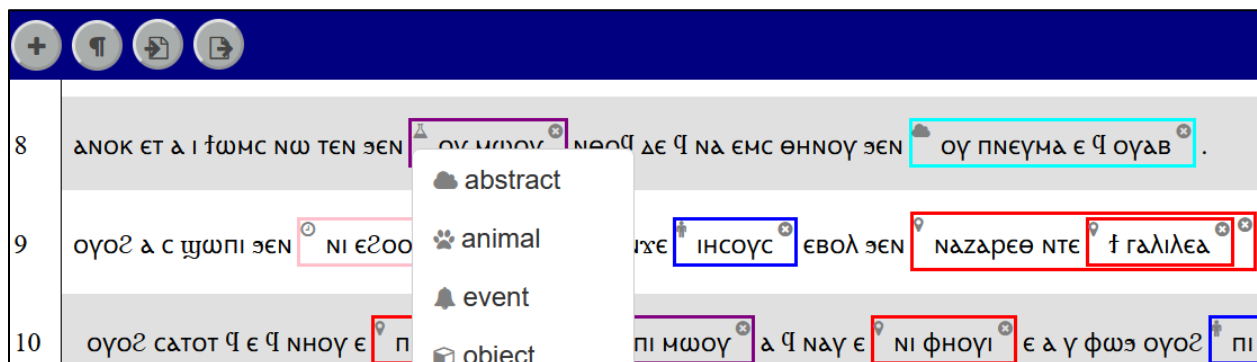 8 ⲁⲛⲟⲕ ⲉⲧ ⲁ ⲓ ϯⲱⲙⲥ ⲛⲱ ⲧⲉⲛ ϧⲉⲛ ⲟⲩ ⲙⲱⲟⲩ ⲛⲑⲟϥ ⲇⲉ ϥ ⲛⲁ ⲉⲙⲥ ⲑⲏⲛⲟⲩ ϧⲉⲛ ⲟⲩ ⲡⲛⲉⲩⲙⲁ ⲉ ϥ ⲟⲩⲁⲃ .
abstract
animal
9 ⲟⲩⲟϩ ⲁ ⲥ ϣⲱⲡⲓ ϧⲉⲛ ⲛⲓ ⲓⲏⲥⲟⲩⲥ ⲉⲃⲟⲗ ϧⲉⲛ ⲛⲁⲍⲁⲣⲉⲑ ⲛⲧⲉ ϯ ⲅⲁⲗⲓⲗⲉⲁ
event
object
10 ⲟⲩⲟϩ ⲥⲁⲧⲟⲧ ϥ ⲉ ϥ ⲛⲏⲟⲩ ⲉ ⲡⲓ ⲙⲱⲟⲩ ⲁ ϥ ⲛⲁⲩ ⲉ ⲛⲓ ⲫⲏⲟⲩⲓ ⲉ ⲁ ⲩ ⲫⲱϧ ⲟⲩⲟϩ ⲡⲓ